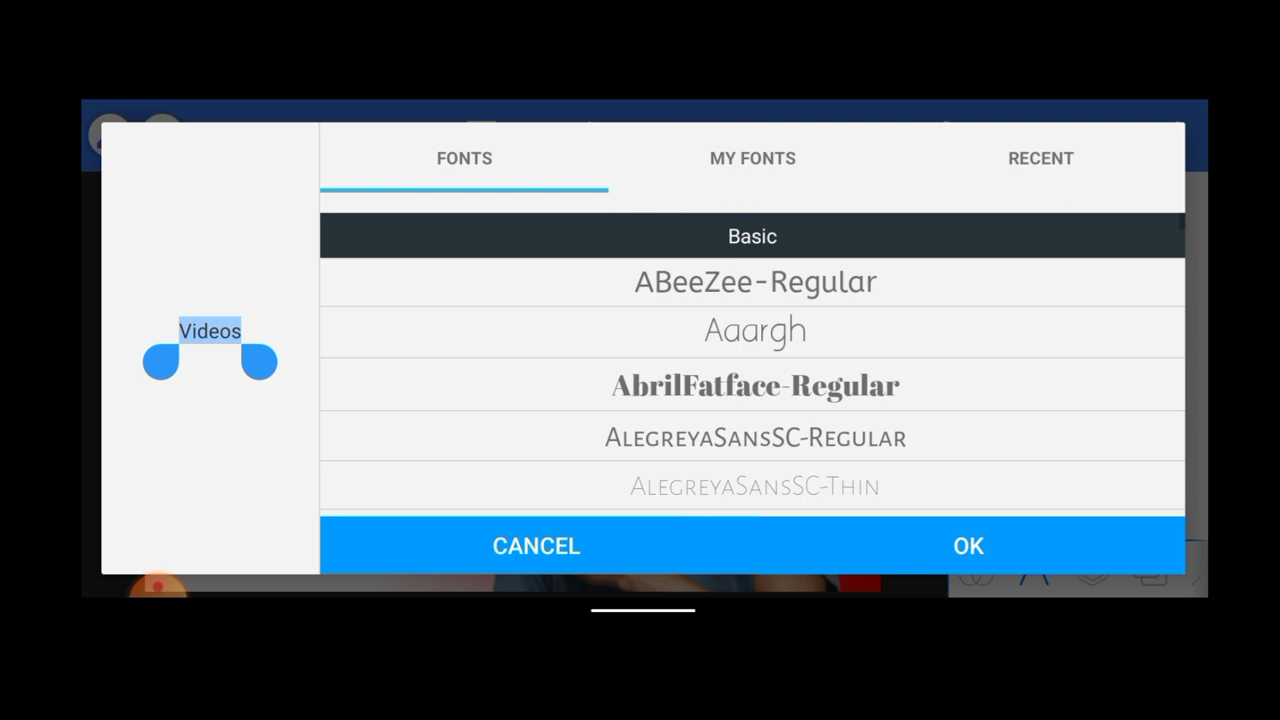 FONTS
MY FONTS
RECENT
Basic
ABeeZee-Regular
Aaargh
AbrilFatface-Regular
AlegreyaSansSC-Regular
AlegreyaSansSC-Thin
Videos
CANCEL
OK